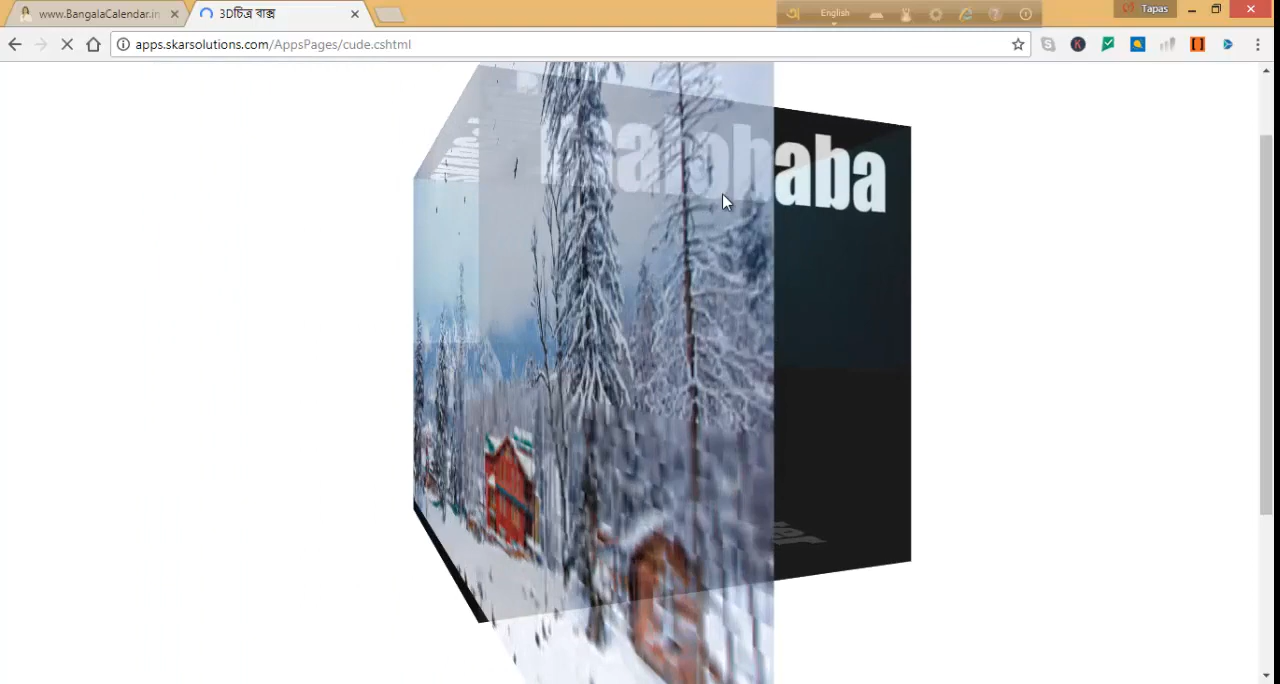 www.BangalaCalendar.in
3Dচিত্র বাক্স
English
Tapas
apps.skarsolutions.com/AppsPages/cude.cshtml